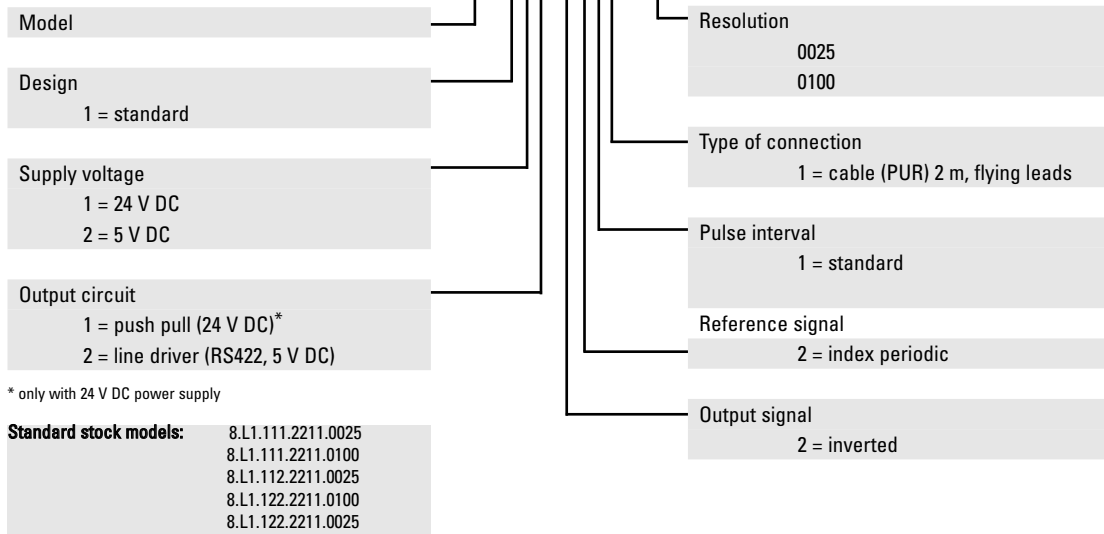 Model
Design
1 = standard
Supply voltage
1 = 24 V DC
2 = 5 V DC
Output circuit
1 = push pull (24 V DC)*
2 = line driver (RS422, 5 V DC)
* only with 24 V DC power supply
Standard stock models: 8.L1.111.2211.0025
8.L1.111.2211.0100
8.L1.112.2211.0025
8.L1.122.2211.0100
8.L1.122.2211.0025
Resolution
0025
0100
Type of connection
1 = cable (PUR) 2 m, flying leads
Pulse interval
1 = standard
Reference signal
2 = index periodic
Output signal
2 = inverted